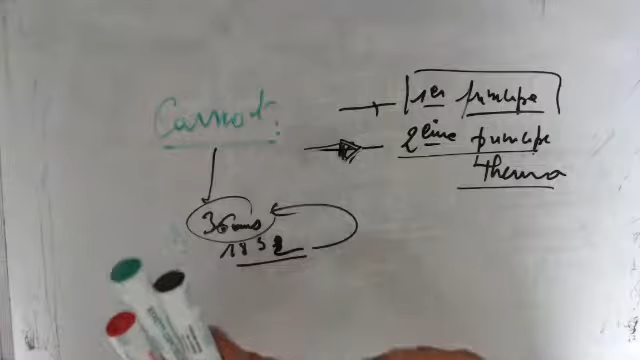 Carnot:
1er principe
2ème principe
thermo
36 ans
1832